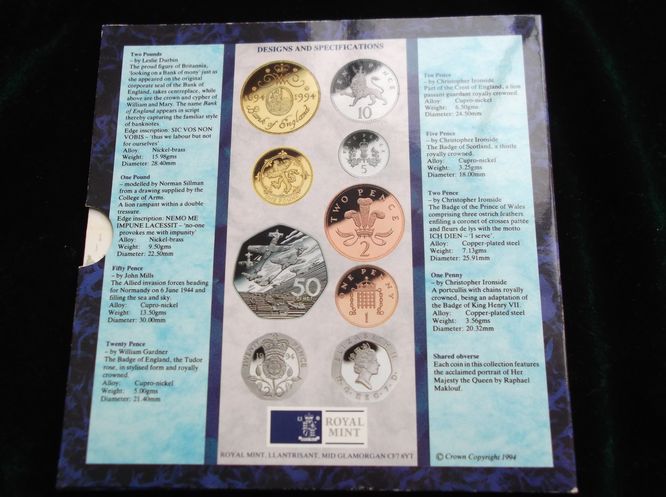 DESIGNS AND SPECIFICATIONS
Two Pounds
– by Leslie Durbin
The proud figure of Britannia,
'looking on a Bank of mony' just as
she appeared on the original
corporate seal of the Bank of
England, takes centreplace, while
above are the crown and cypher of
William and Mary. The name Bank
of England appears in script
thereby capturing the familiar style
of banknotes.
Edge inscription: SIC VOS NON
VOBIS – 'thus we labour but not
for ourselves'
Alloy: Nickel-brass
Weight: 15.98gms
Diameter: 28.40mm
One Pound
– modelled by Norman Sillman
from a drawing supplied by the
College of Arms.
A lion rampant within a double
tressure.
Edge inscription: NEMO ME
IMPUNE LACESSIT – 'no-one
provokes me with impunity'
Alloy: Nickel-brass
Weight: 9.50gms
Diameter: 22.50mm
Fifty Pence
– by John Mills
The Allied invasion forces heading
for Normandy on 6 June 1944 and
filling the sea and sky.
Alloy: Cupro-nickel
Weight: 13.50gms
Diameter: 30.00mm
Twenty Pence
– by William Gardner
The Badge of England, the Tudor
rose, in stylised form and royally
crowned.
Alloy: Cupro-nickel
Weight: 5.00gms
Diameter: 21.40mm
1694 1994
Bank of England
PENCE
10
5
ONE POUND
TWO PENCE
2
50
ONE PENNY
1
1994
ROYAL
MINT
ROYAL MINT, LLANTRISANT, MID GLAMORGAN CF7 8YT
Ten Pence
– by Christopher Ironside
Part of the Crest of England, a lion
passant guardant royally crowned.
Alloy: Cupro-nickel
Weight: 6.50gms
Diameter: 24.50mm
Five Pence
– by Christopher Ironside
The Badge of Scotland, a thistle
royally crowned.
Alloy: Cupro-nickel
Weight: 3.25gms
Diameter: 18.00mm
Two Pence
– by Christopher Ironside
The Badge of the Prince of Wales
comprising three ostrich feathers
enfiling a coronet of crosses pattée
and fleurs de lys with the motto
ICH DIEN – 'I serve'.
Alloy: Copper-plated steel
Weight: 7.13gms
Diameter: 25.91mm
One Penny
– by Christopher Ironside
A portcullis with chains royally
crowned, being an adaptation of
the Badge of King Henry VII.
Alloy: Copper-plated steel
Weight: 3.56gms
Diameter: 20.32mm
Shared obverse
Each coin in this collection features
the acclaimed portrait of Her
Majesty the Queen by Raphael
Maklouf.
© Crown Copyright 1994